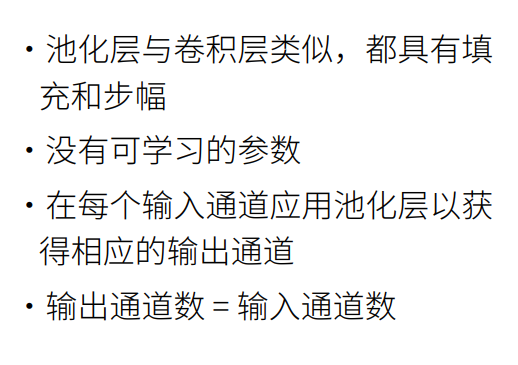 • 池化层与卷积层类似，都具有填
充和步幅
• 没有可学习的参数
• 在每个输入通道应用池化层以获
得相应的输出通道
• 输出通道数 = 输入通道数